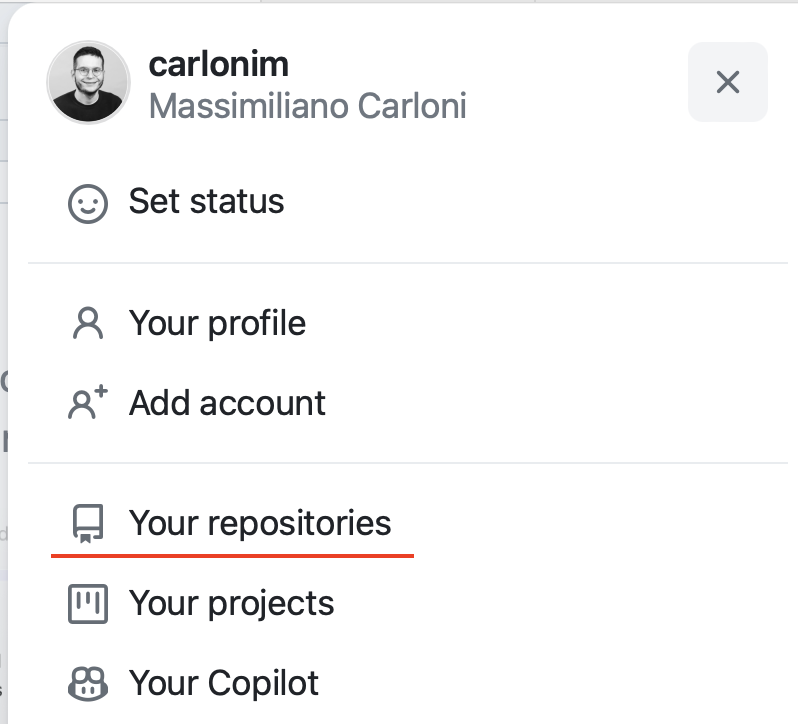 carlonim
Massimiliano Carloni
Set status
Your profile
Add account
Your repositories
Your projects
Your Copilot